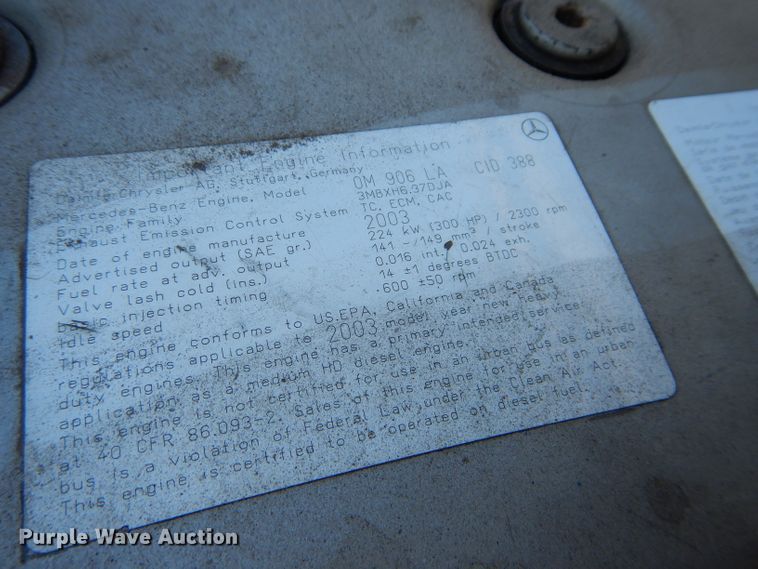 Important Engine Information
DaimlerChrysler AG, Stuttgart, Germany
Mercedes-Benz Engine, Model OM 906 LA CID 388
Engine Family 3MBXH6.37DJA
Exhaust Emission Control System TC, ECM, CAC
Date of engine manufacture 2003
Advertised output (SAE gr.) 224 kW (300 HP) / 2300 rpm
Fuel rate at adv. output 141 - /149 mm³ / stroke
Valve lash cold (ins.) 0.016 int./ 0.024 exh.
basic injection timing 14 ±1 degrees BTDC
Idle speed 600 ±50 rpm
This engine conforms to US.EPA, California and Canada
regulations applicable to 2003 model year new heavy
duty engines. This engine has a primary intended service
application as a medium HD diesel engine.
This engine is not certified for use in an urban bus as defined
at 40 CFR 86.093-2. Sales of this engine for use in an urban
bus is a violation of Federal Law under the Clean Air Act.
This engine is certified to be operated on diesel fuel.
Purple Wave Auction